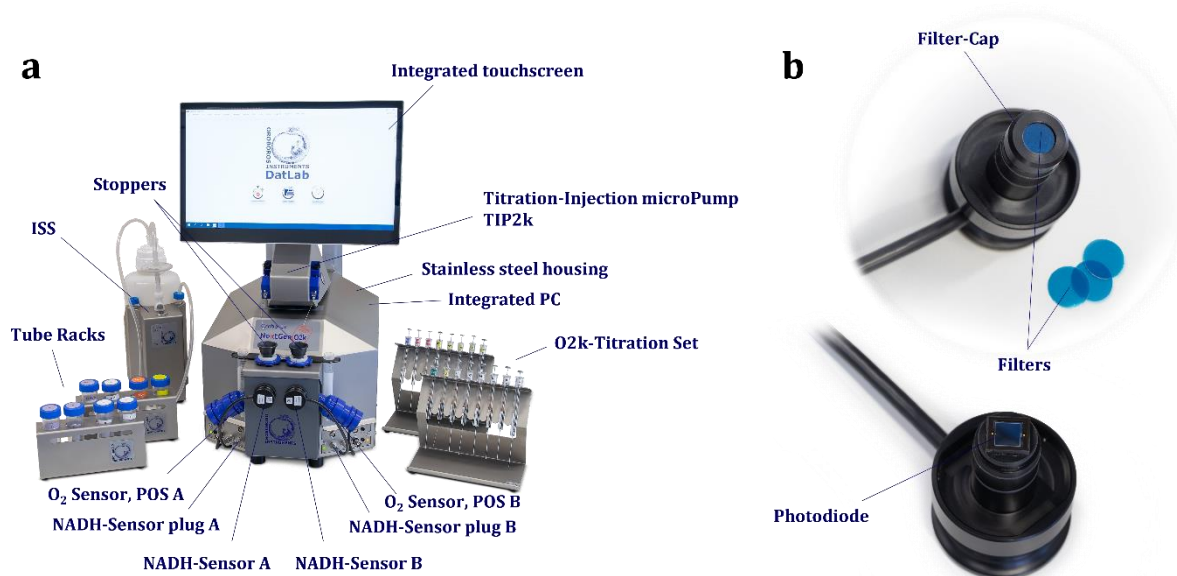 a
b
Filter-Cap
Integrated touchscreen
OROBOROS
INSTRUMENTS
DatLab
Stoppers
Titration-Injection microPump
TIP2k
ISS
Stainless steel housing
Integrated PC
Tube Racks
NextGen-O2k
O2k-Titration Set
Filters
O₂ Sensor, POS A
O₂ Sensor, POS B
NADH-Sensor plug A
NADH-Sensor plug B
Photodiode
NADH-Sensor A
NADH-Sensor B